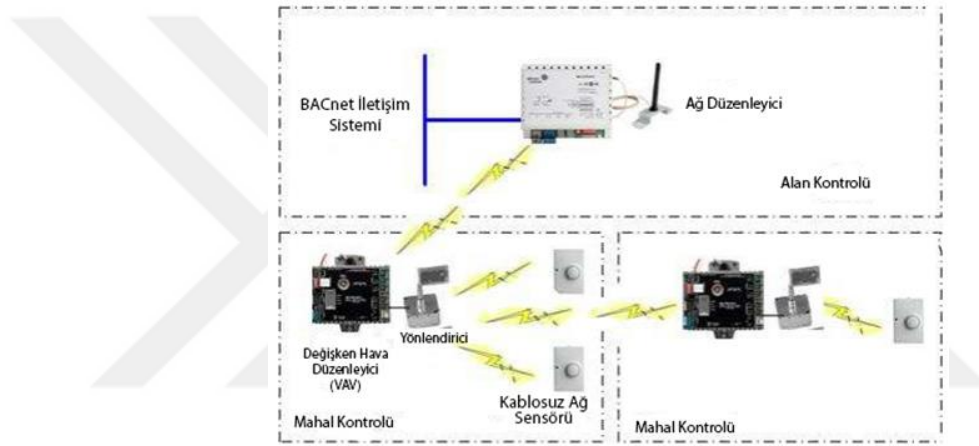 BACnet İletişim
Sistemi
Ağ Düzenleyici
Alan Kontrolü
Yönlendirici
Değişken Hava
Düzenleyici
(VAV)
Kablosuz Ağ
Sensörü
Mahal Kontrolü
Mahal Kontrolü